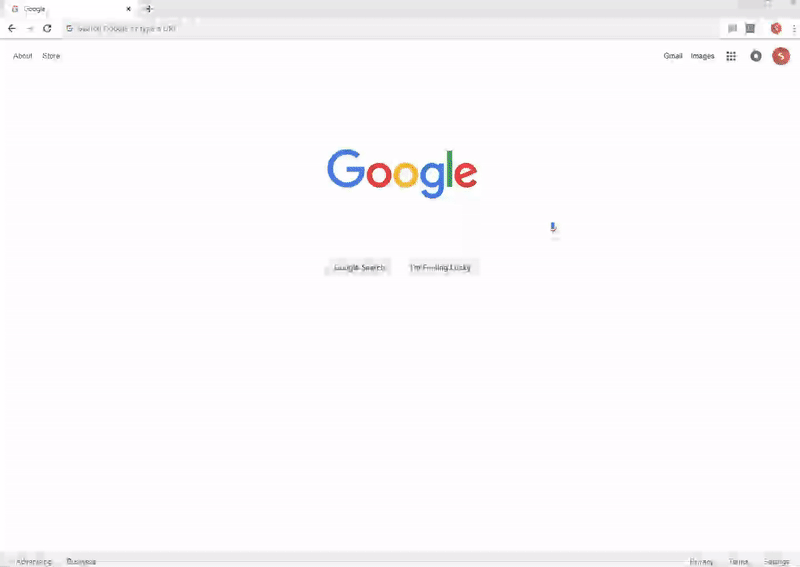 Google
Search Google or type a URL
About Store
Gmail Images
S
Google
Google Search I'm Feeling Lucky
Advertising Business
Privacy Terms Settings